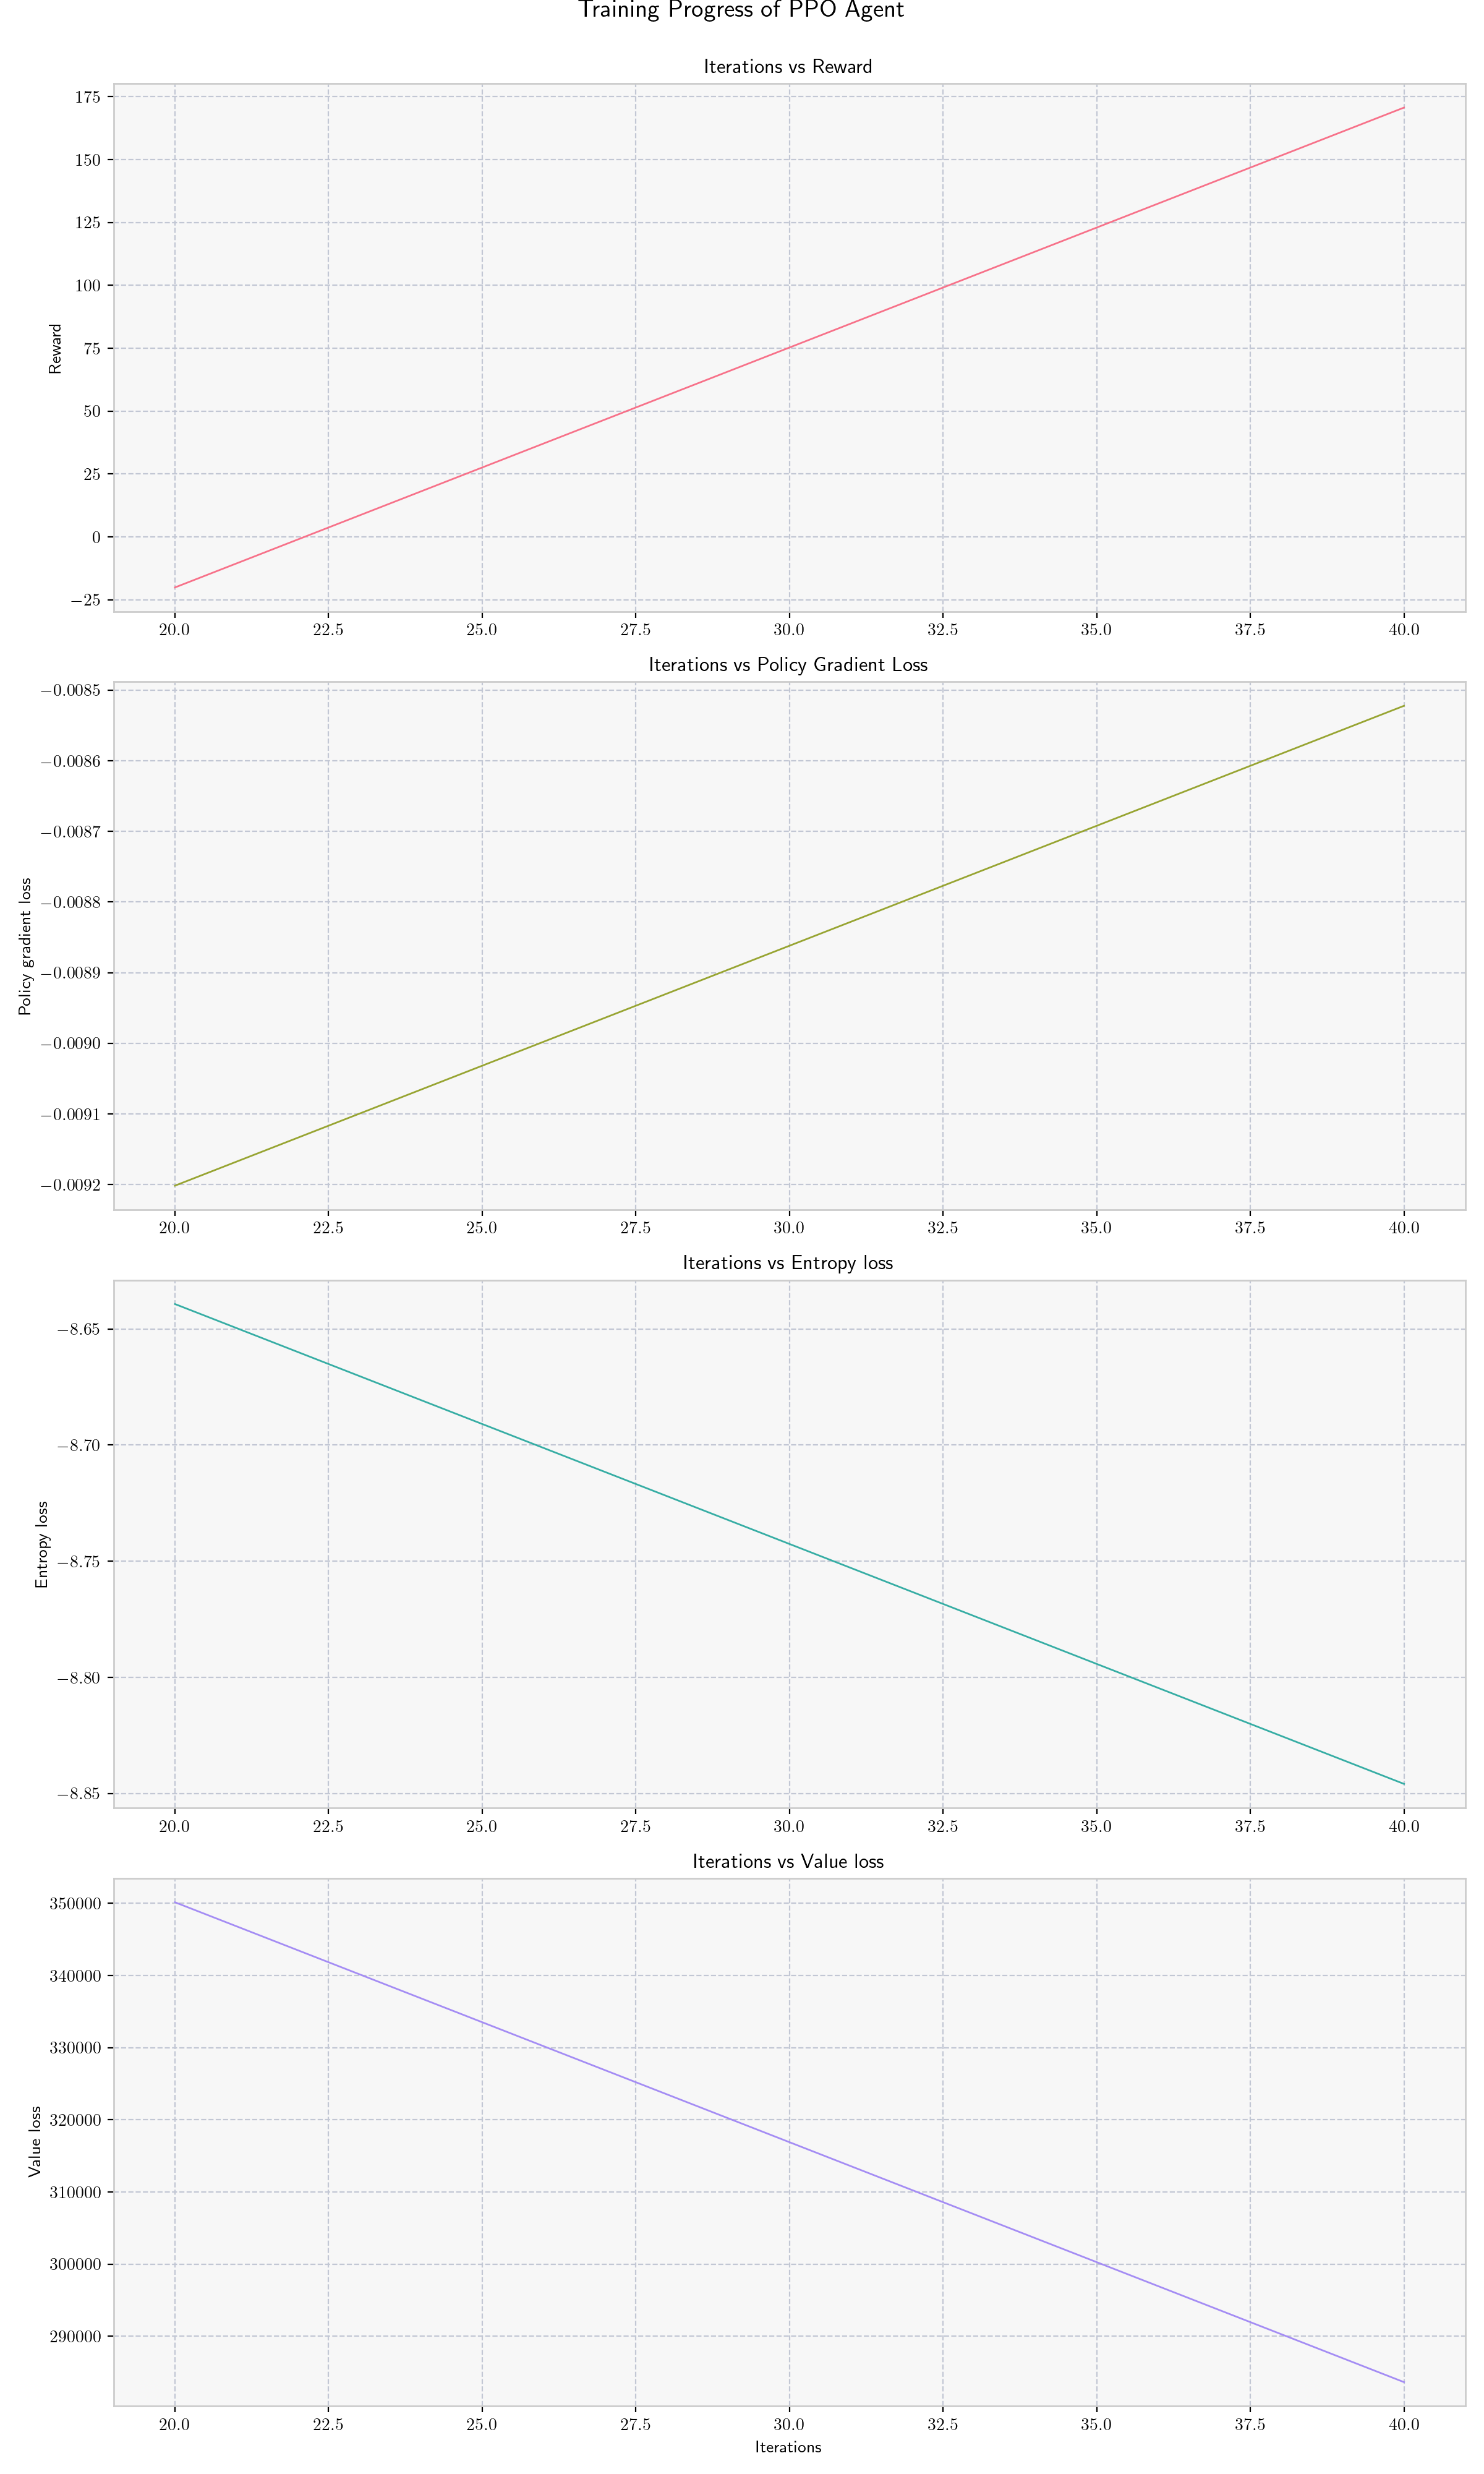 Training Progress of PPO Agent
Iterations vs Reward
175
150
125
100
75
50
25
0
−25
Reward
20.0 22.5 25.0 27.5 30.0 32.5 35.0 37.5 40.0
Iterations vs Policy Gradient Loss
−0.0085
−0.0086
−0.0087
−0.0088
−0.0089
−0.0090
−0.0091
−0.0092
Policy gradient loss
20.0 22.5 25.0 27.5 30.0 32.5 35.0 37.5 40.0
Iterations vs Entropy loss
−8.65
−8.70
−8.75
−8.80
−8.85
Entropy loss
20.0 22.5 25.0 27.5 30.0 32.5 35.0 37.5 40.0
Iterations vs Value loss
350000
340000
330000
320000
310000
300000
290000
Value loss
20.0 22.5 25.0 27.5 30.0 32.5 35.0 37.5 40.0
Iterations